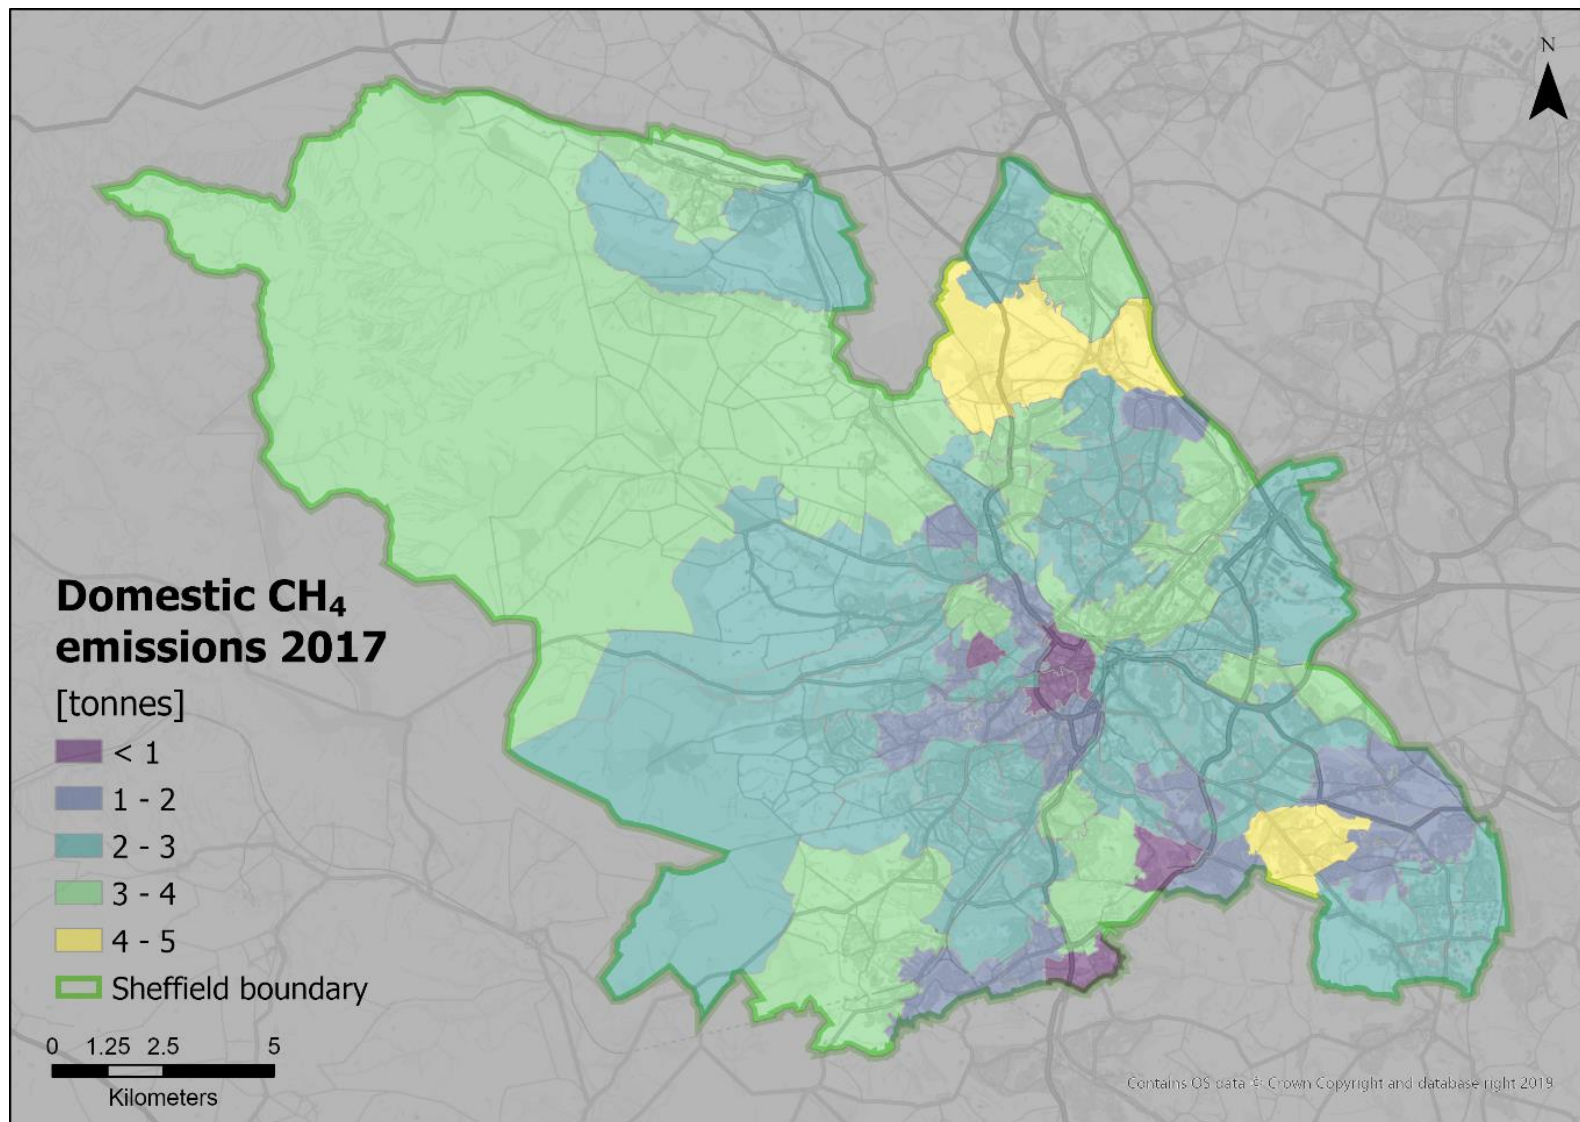 N
Domestic CH₄
emissions 2017
[tonnes]
< 1
1 - 2
2 - 3
3 - 4
4 - 5
Sheffield boundary
0 1.25 2.5 5
Kilometers
Contains OS data © Crown Copyright and database right 2019